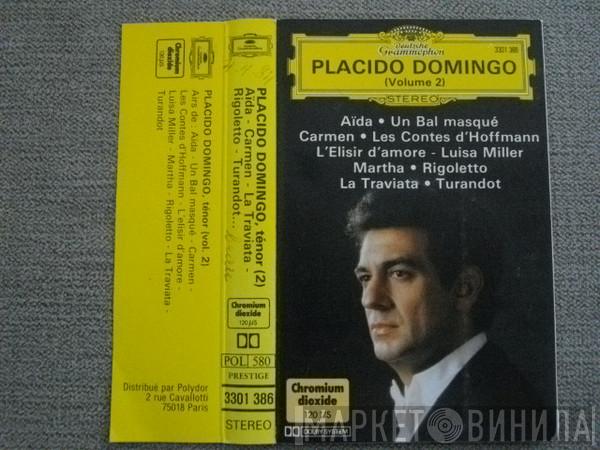 Chromium
dioxide
120 µS
PLACIDO DOMINGO, ténor (vol. 2)
Airs de : Aïda - Un Bal masqué - Carmen -
Les Contes d'Hoffmann - L'elisir d'amore -
Luisa Miller - Martha - Rigoletto - La Traviata -
Turandot
Distribué par Polydor
2 rue Cavallotti
75018 Paris
PLACIDO DOMINGO, ténor (2)
Aïda - Carmen - La Traviata -
Rigoletto - Turandot...
Chromium
dioxide
120 µS
POL 580
PRESTIGE
3301 386
STEREO
Deutsche
Grammophon
3301 386
PLACIDO DOMINGO
(Volume 2)
STEREO
Aïda • Un Bal masqué
Carmen • Les Contes d'Hoffmann
L'Elisir d'amore - Luisa Miller
Martha • Rigoletto
La Traviata • Turandot
Chromium
dioxide
120 µS
DOLBY SYSTEM
МАРКЕТ ВИНИЛА